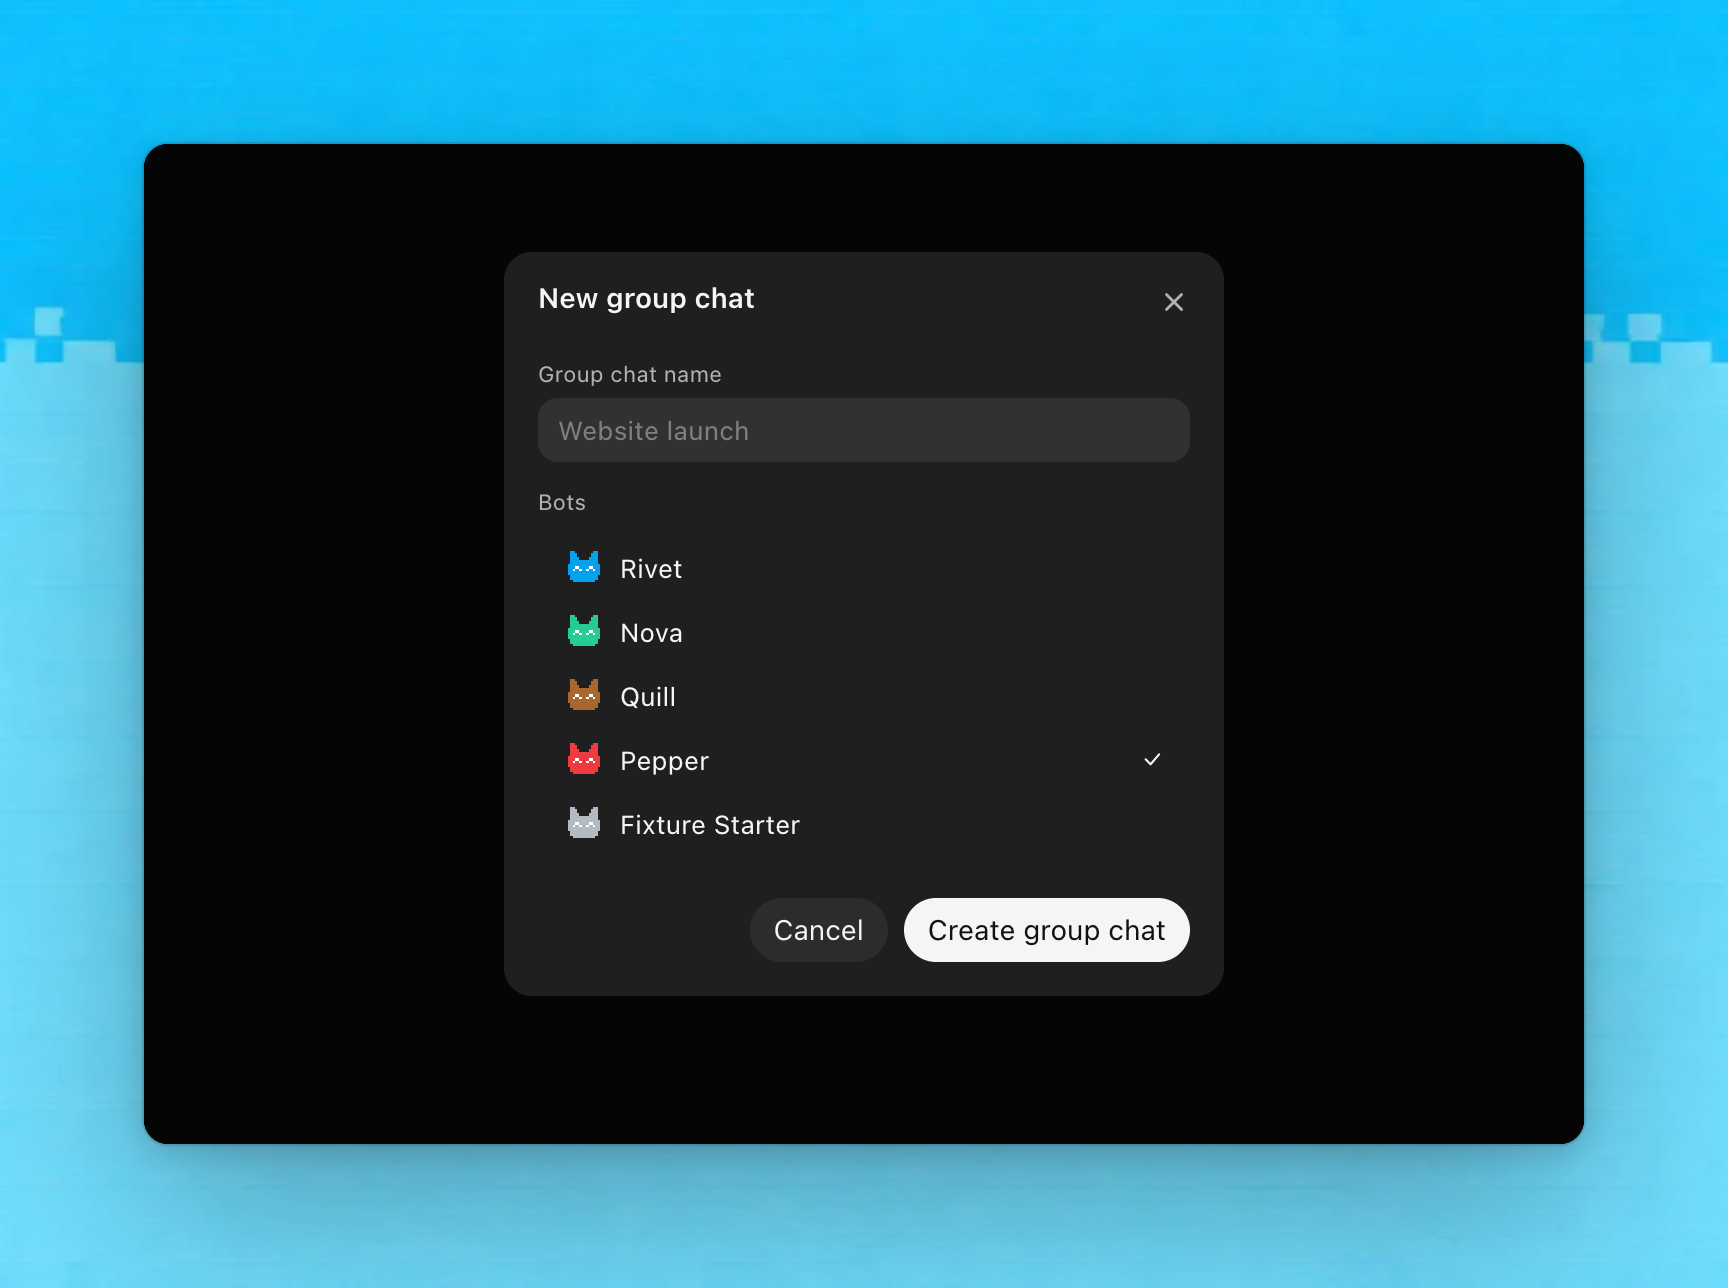 New group chat
Group chat name
Website launch
Bots
Rivet
Nova
Quill
Pepper
Fixture Starter
Cancel
Create group chat